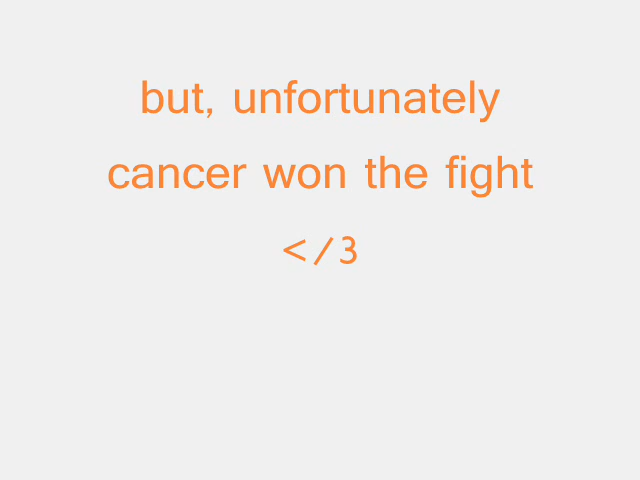 but, unfortunately
cancer won the fight
</3